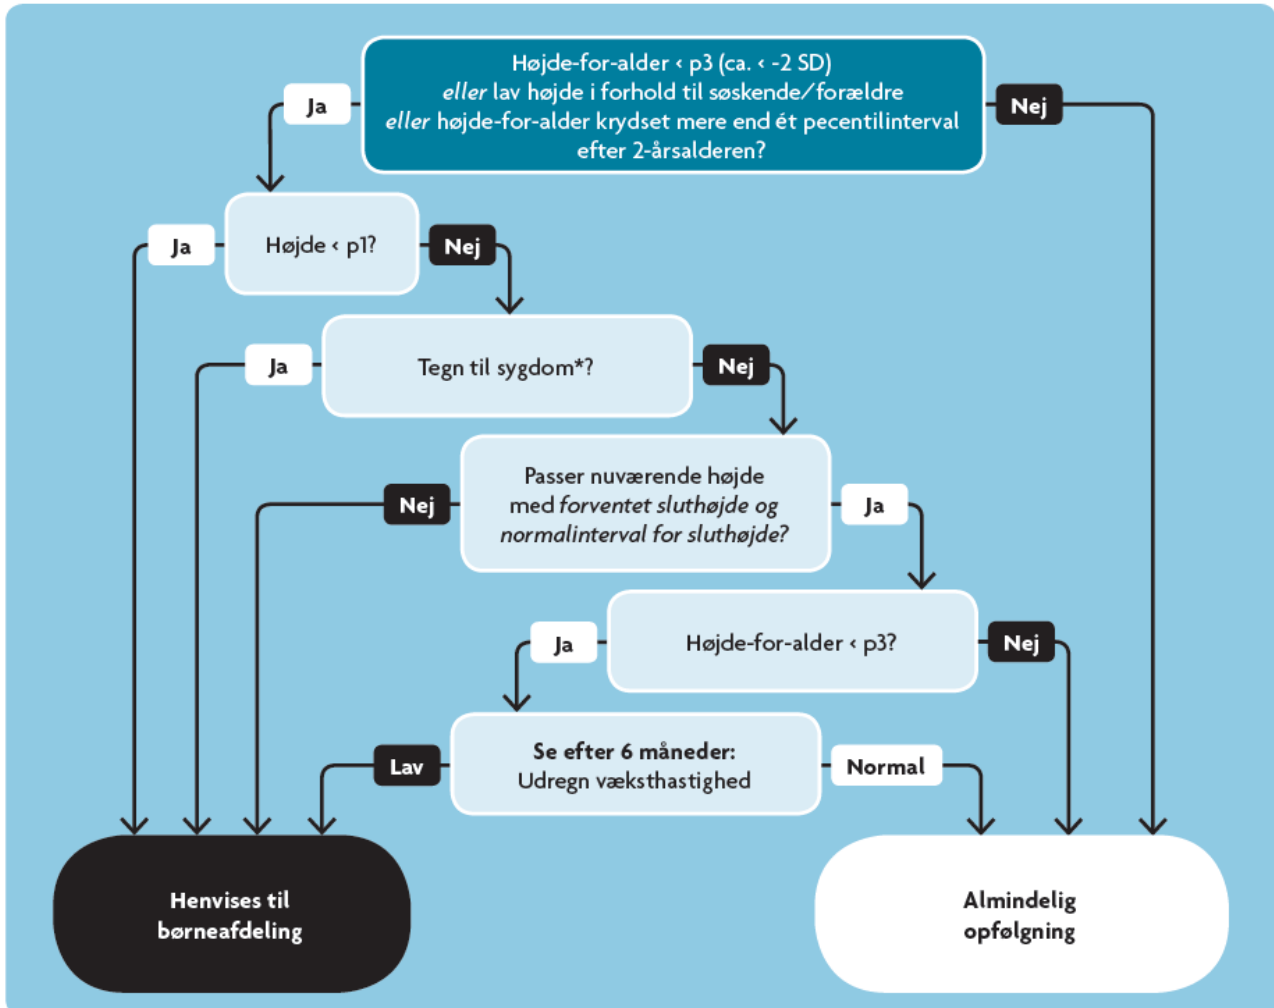 Højde-for-alder < p3 (ca. < -2 SD)
eller lav højde i forhold til søskende/forældre
eller højde-for-alder krydset mere end ét pecentilinterval
efter 2-årsalderen?
Ja
Nej
Højde < p1?
Ja
Nej
Tegn til sygdom*?
Ja
Nej
Passer nuværende højde
med forventet sluthøjde og
normalinterval for sluthøjde?
Nej
Ja
Højde-for-alder < p3?
Ja
Nej
Se efter 6 måneder:
Udregn væksthastighed
Lav
Normal
Henvises til
børneafdeling
Almindelig
opfølgning